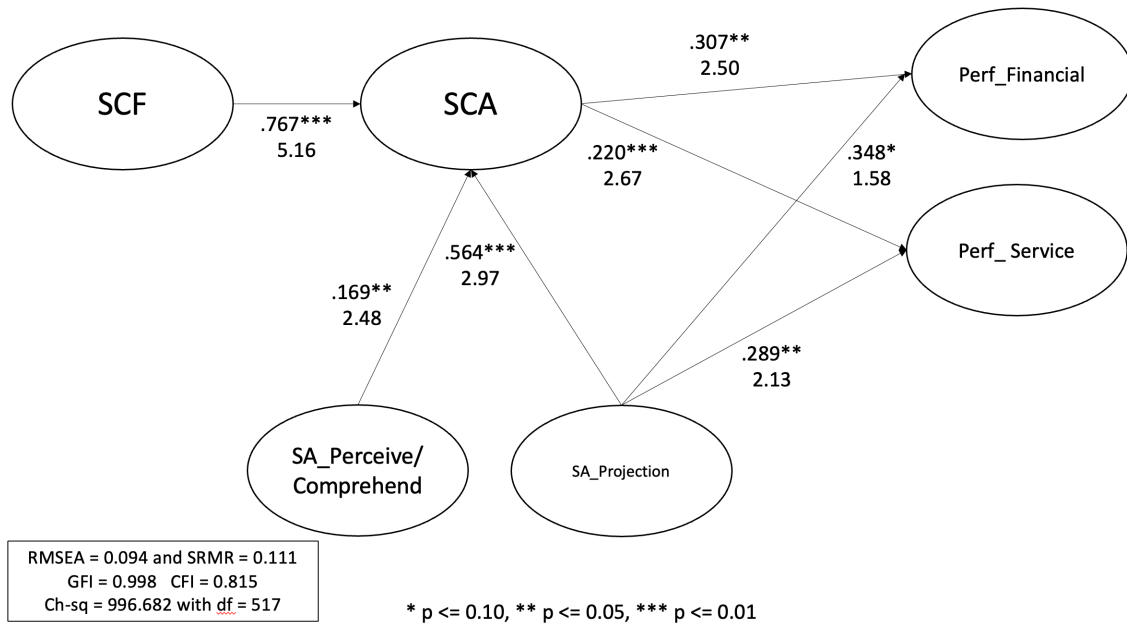 SCF
SCA
Perf_Financial
Perf_ Service
SA_Perceive/
Comprehend
SA_Projection
.767***
5.16
.307**
2.50
.220***
2.67
.348*
1.58
.564***
2.97
.169**
2.48
.289**
2.13
RMSEA = 0.094 and SRMR = 0.111
GFI = 0.998 CFI = 0.815
Ch-sq = 996.682 with df = 517
* p <= 0.10, ** p <= 0.05, *** p <= 0.01